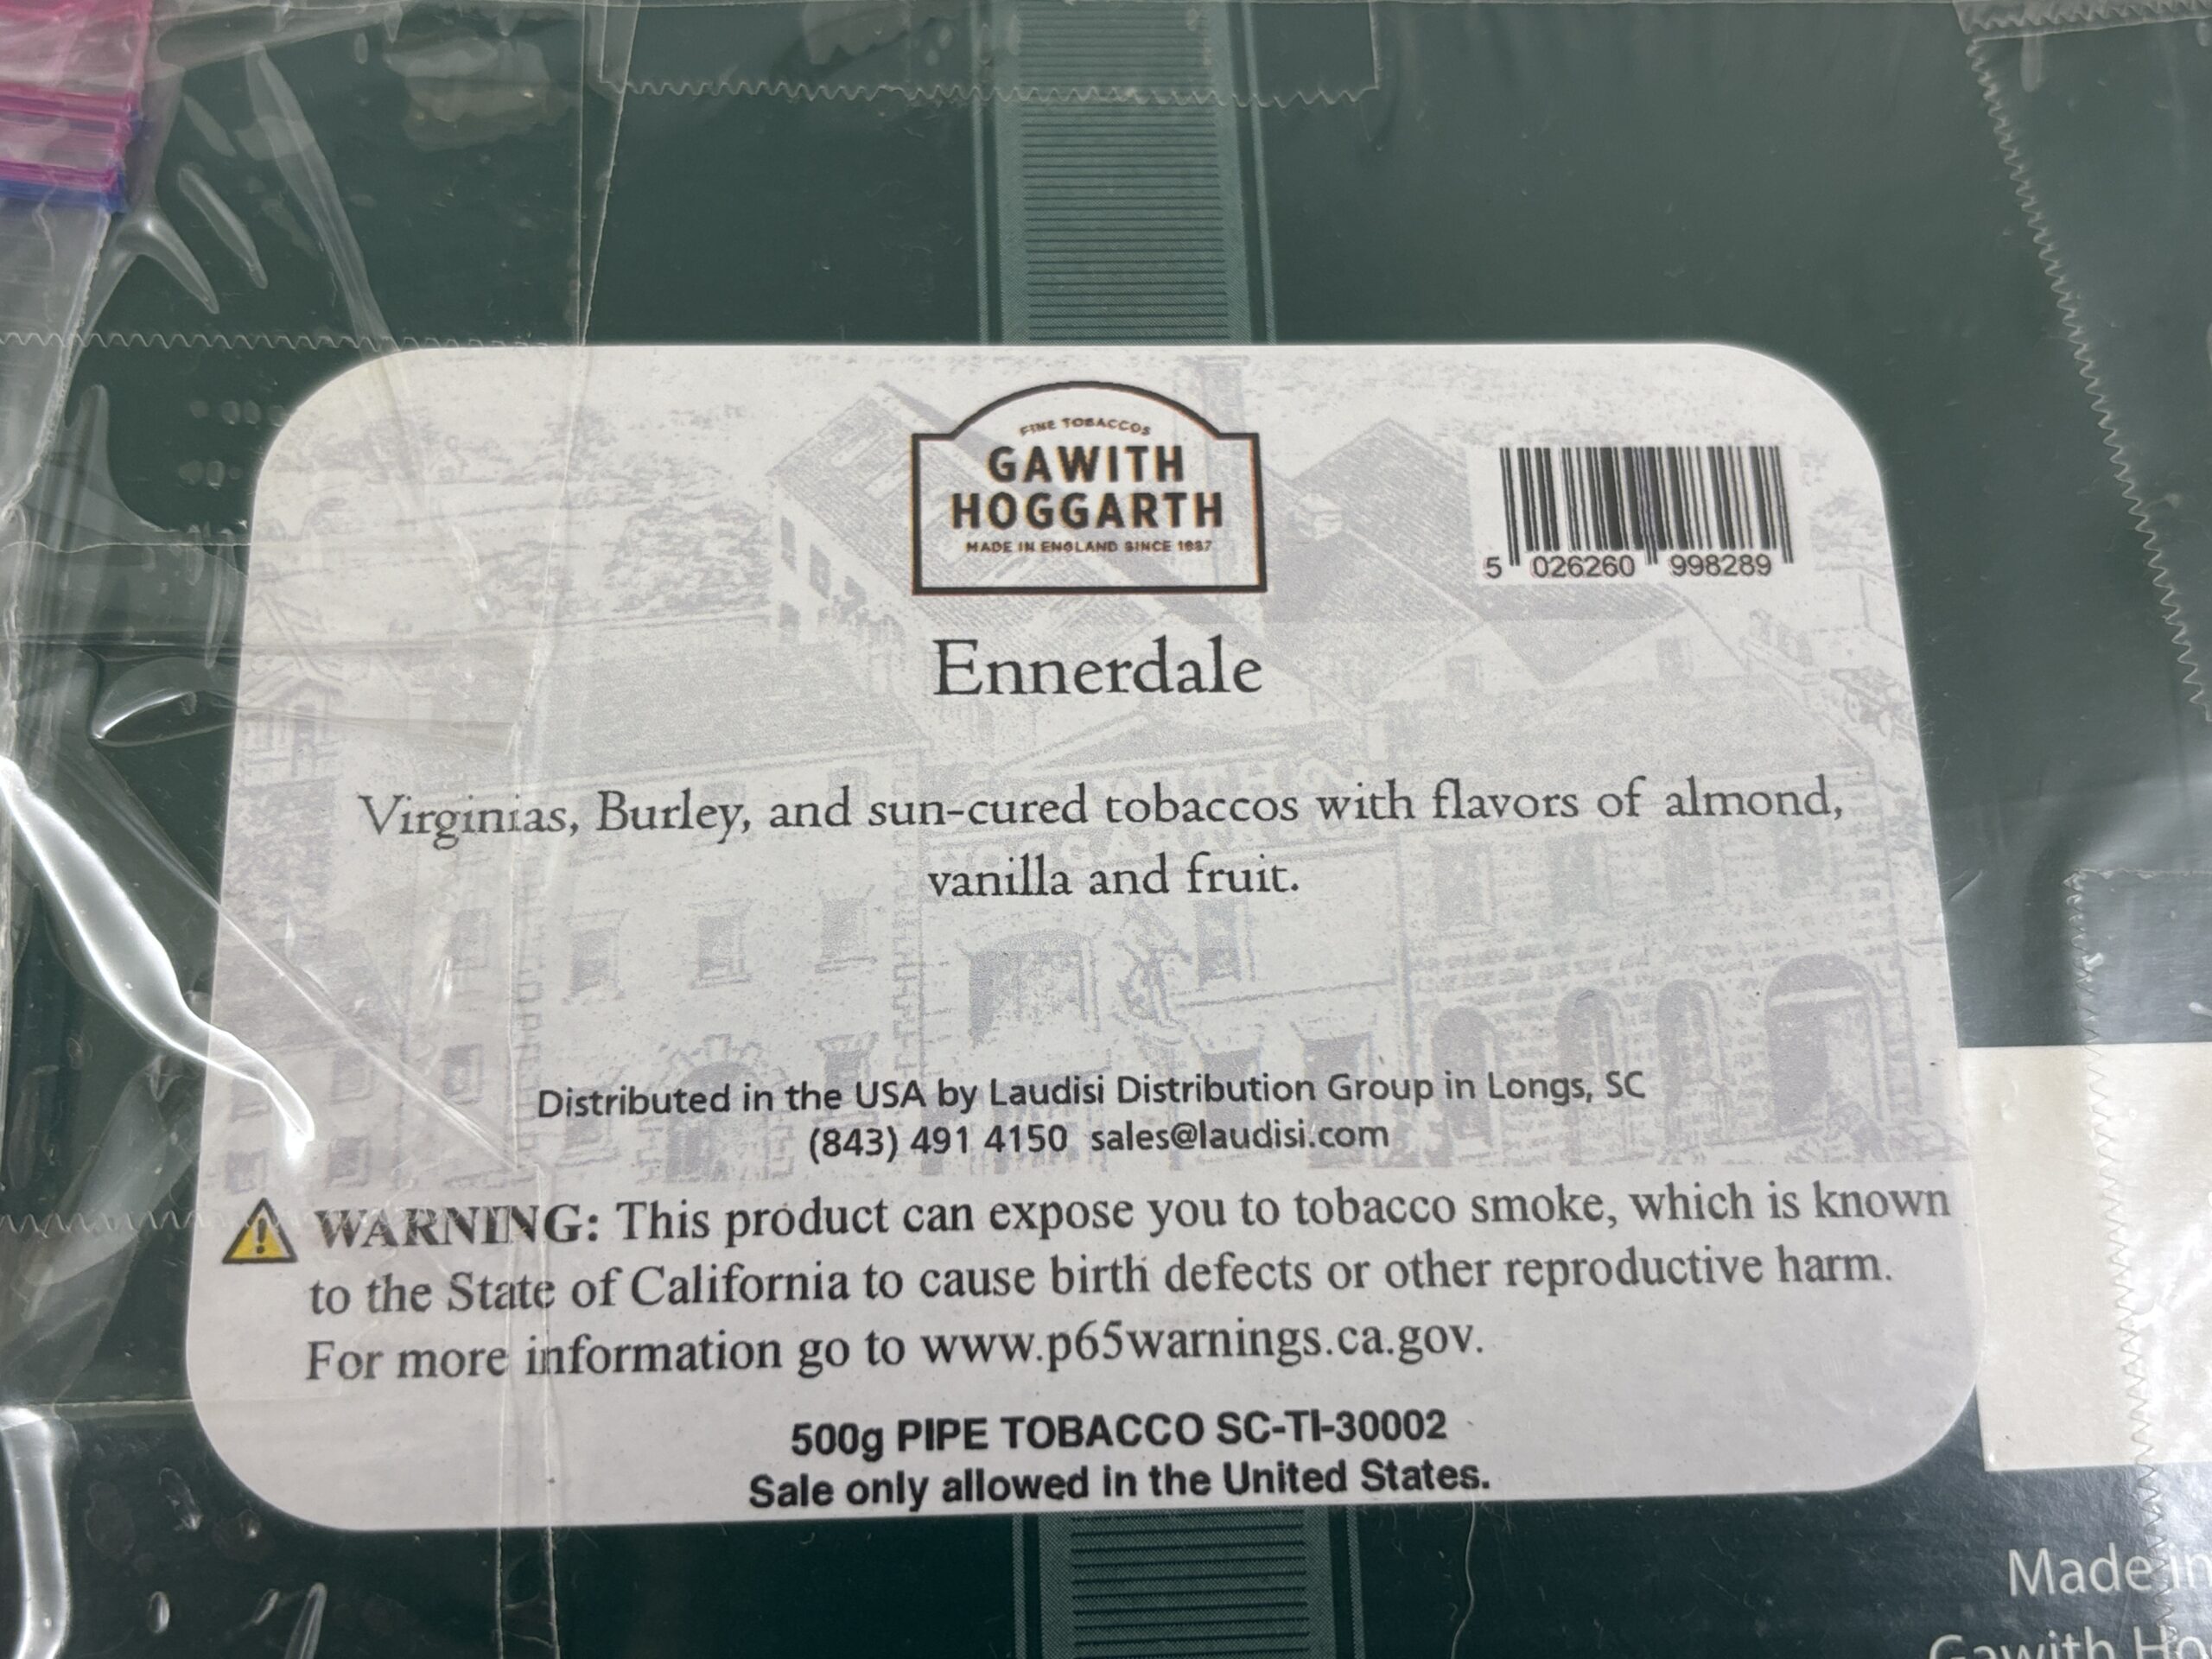 FINE TOBACCOS
GAWITH
HOGGARTH
MADE IN ENGLAND SINCE 1887
5 026260 998289
Ennerdale
Virginias, Burley, and sun-cured tobaccos with flavors of almond,
vanilla and fruit.
Distributed in the USA by Laudisi Distribution Group in Longs, SC
(843) 491 4150 sales@laudisi.com
WARNING: This product can expose you to tobacco smoke, which is known
to the State of California to cause birth defects or other reproductive harm.
For more information go to www.p65warnings.ca.gov.
500g PIPE TOBACCO SC-TI-30002
Sale only allowed in the United States.
Made in
Gawith Ho